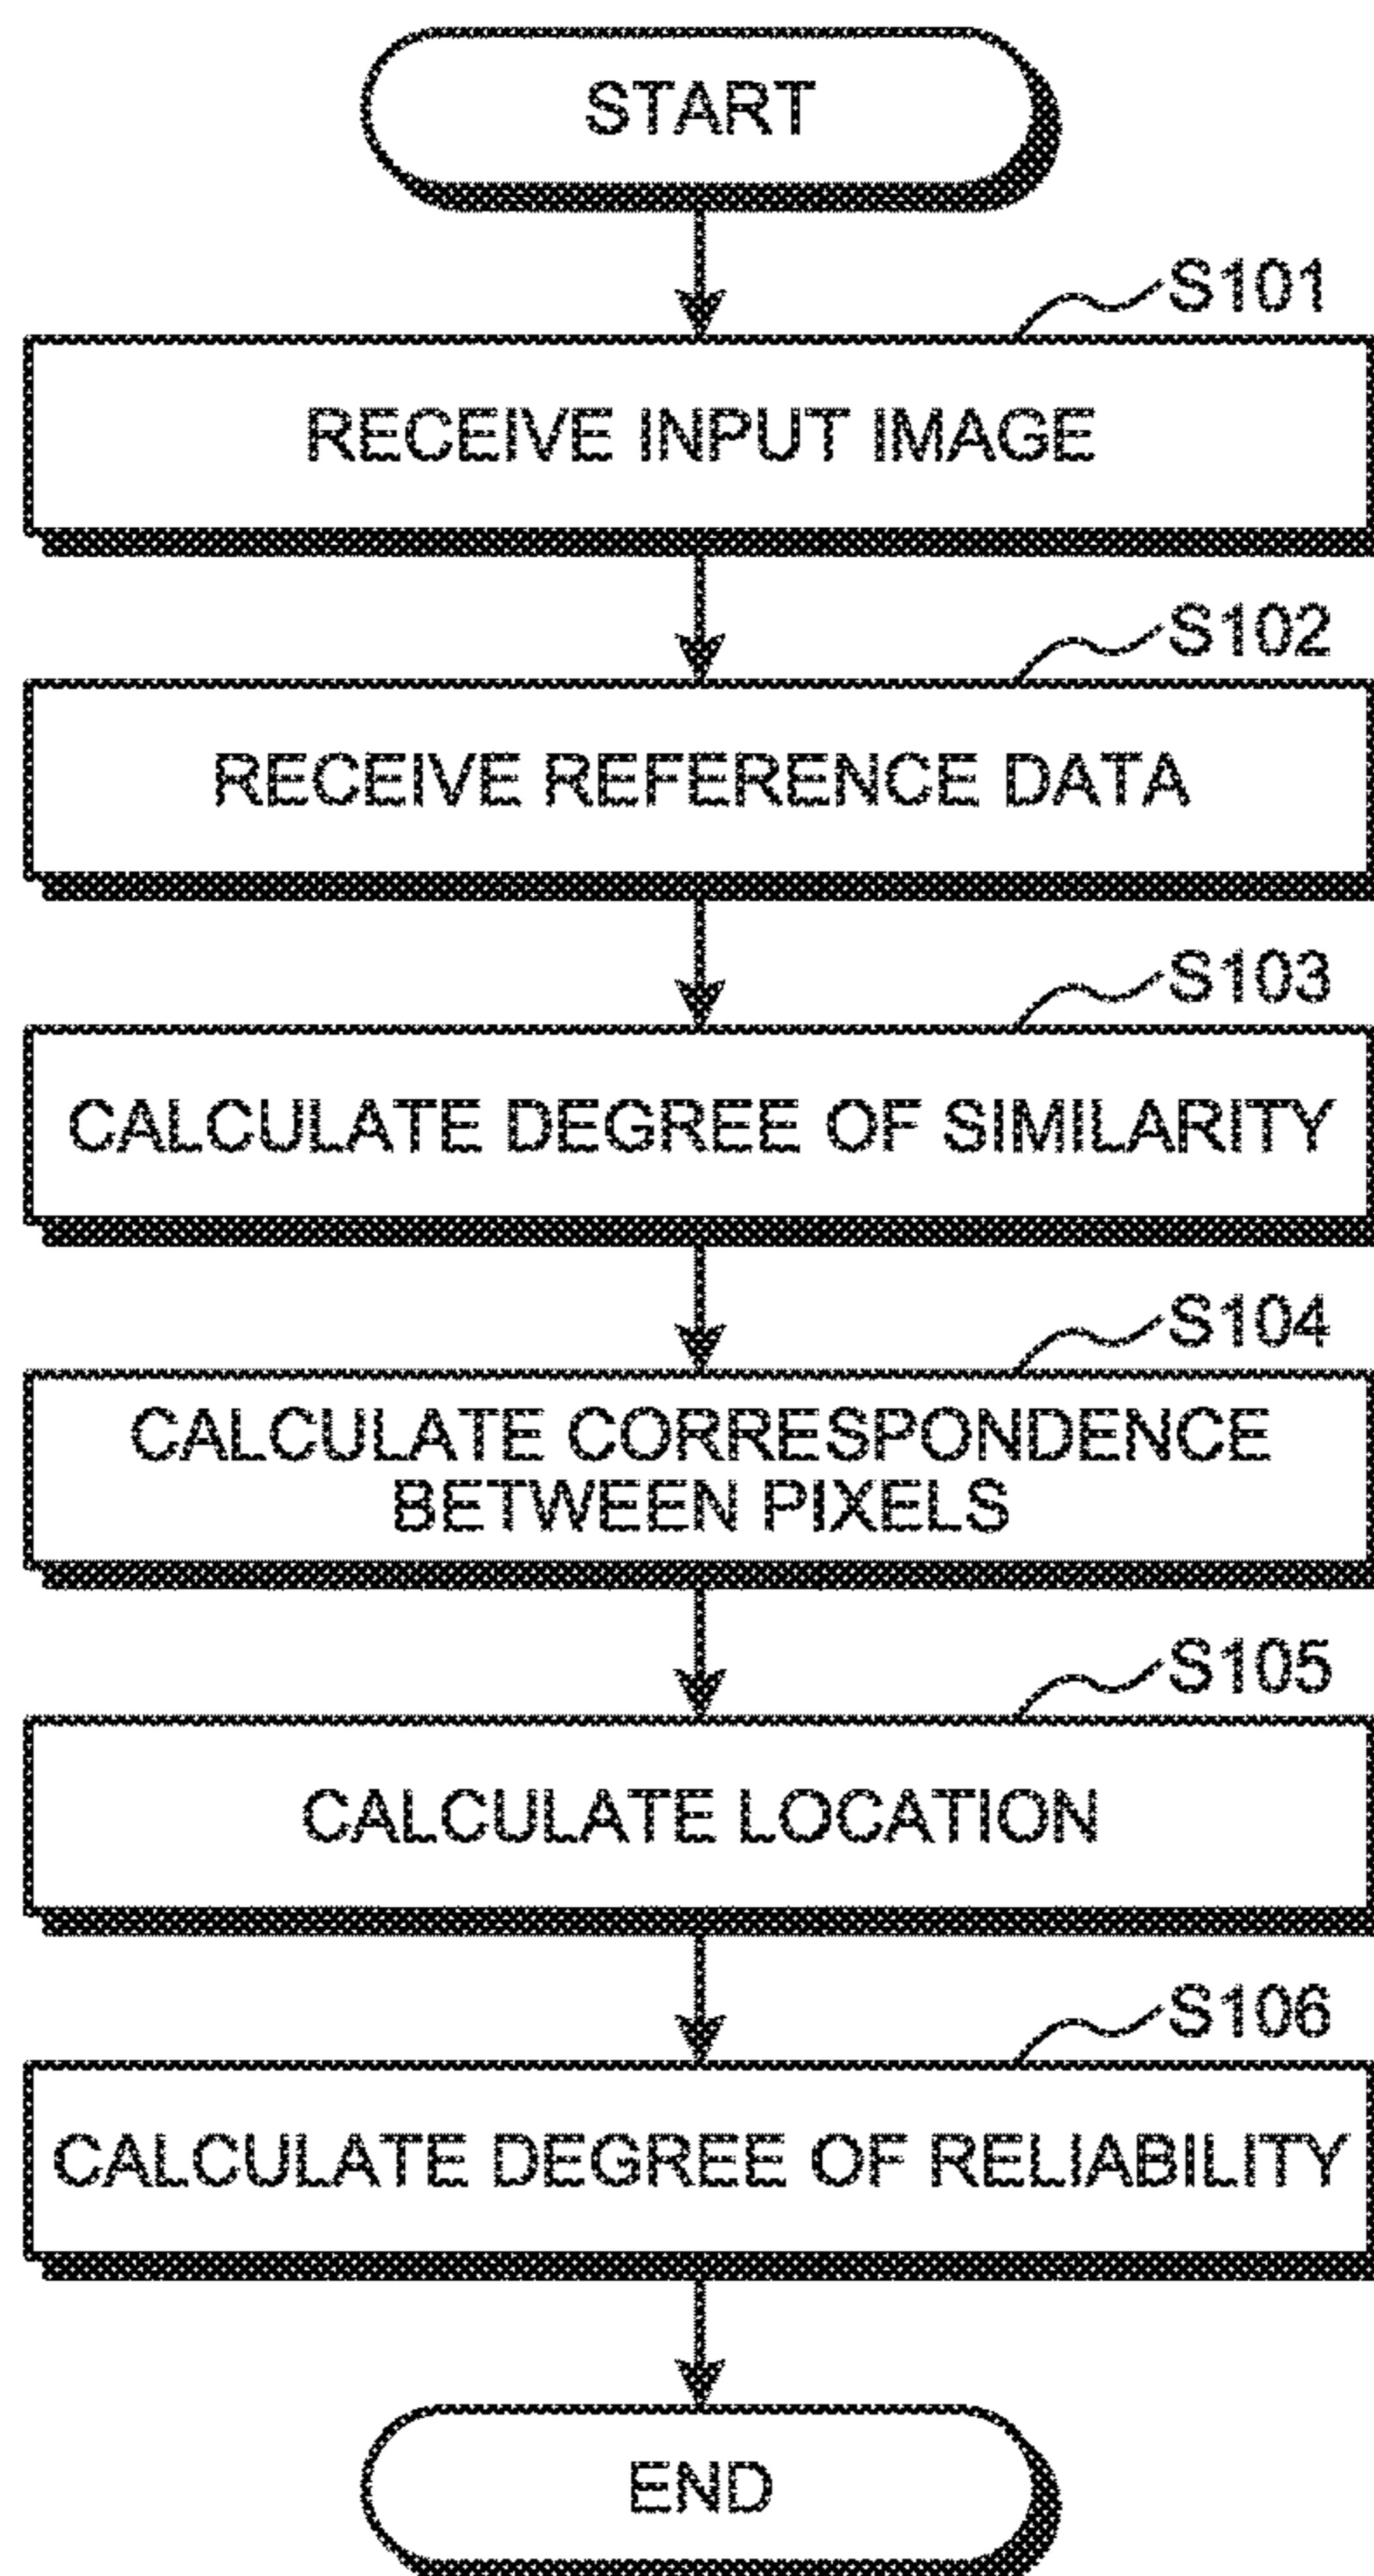 START
S101
RECEIVE INPUT IMAGE
S102
RECEIVE REFERENCE DATA
S103
CALCULATE DEGREE OF SIMILARITY
S104
CALCULATE CORRESPONDENCE
BETWEEN PIXELS
S105
CALCULATE LOCATION
S106
CALCULATE DEGREE OF RELIABILITY
END